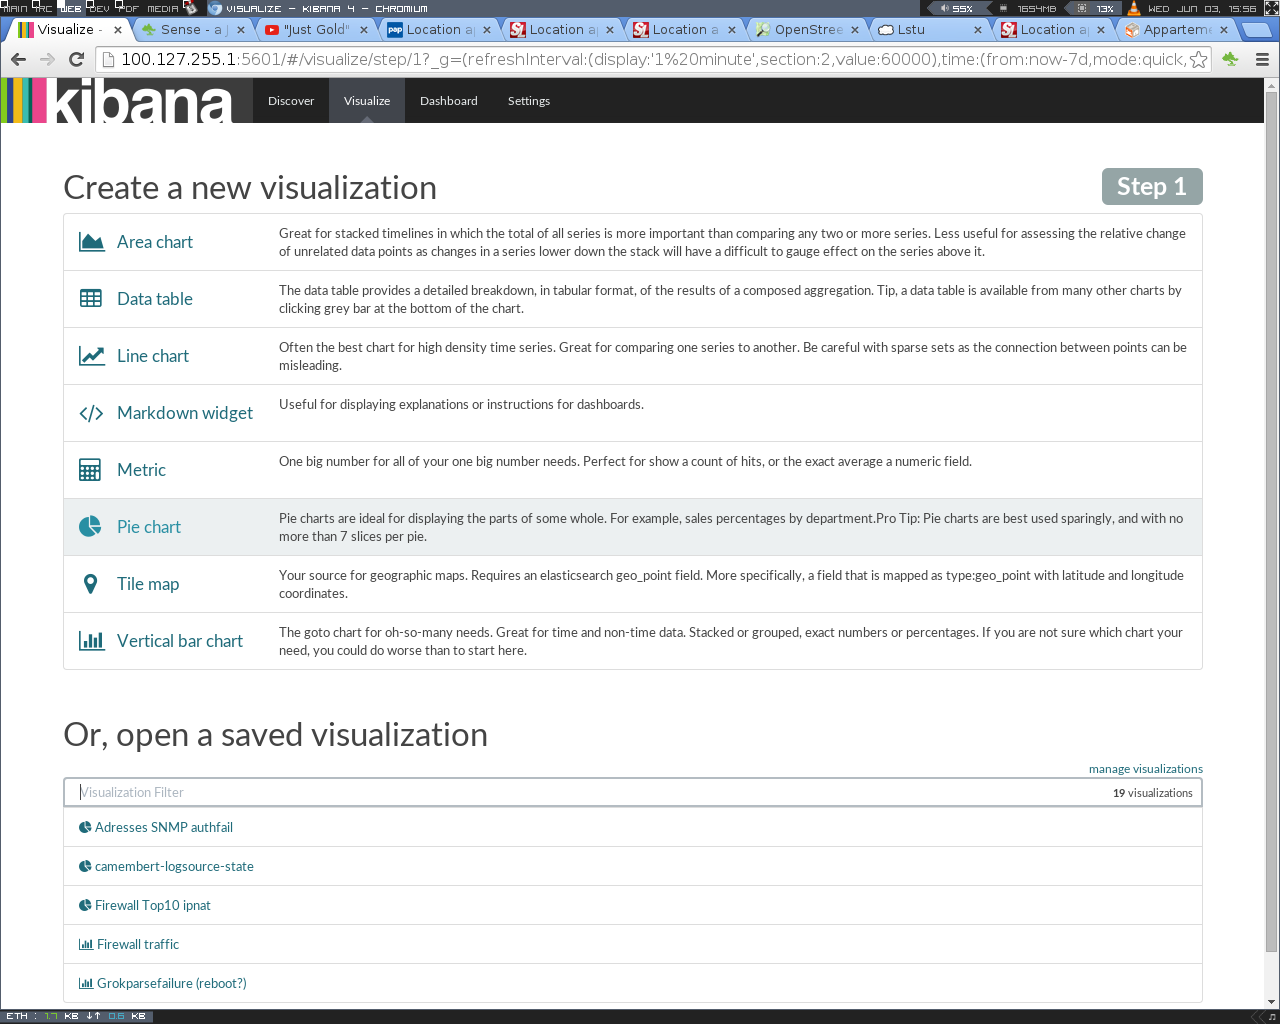 MAIN IRC WEB DEV PDF MEDIA VISUALIZE - KIBANA 4 - CHROMIUM 55% 1654MB 13% WED JUN 03, 15:56
Visualize - Sense - a J "Just Gold" Location ap Location ap Location a OpenStree Lstu Location ap Apparteme
100.127.255.1:5601/#/visualize/step/1?_g=(refreshInterval:(display:'1%20minute',section:2,value:60000),time:(from:now-7d,mode:quick,
kibana Discover Visualize Dashboard Settings
Create a new visualization Step 1
Area chart Great for stacked timelines in which the total of all series is more important than comparing any two or more series. Less useful for assessing the relative change
of unrelated data points as changes in a series lower down the stack will have a difficult to gauge effect on the series above it.
Data table The data table provides a detailed breakdown, in tabular format, of the results of a composed aggregation. Tip, a data table is available from many other charts by
clicking grey bar at the bottom of the chart.
Line chart Often the best chart for high density time series. Great for comparing one series to another. Be careful with sparse sets as the connection between points can be
misleading.
Markdown widget Useful for displaying explanations or instructions for dashboards.
Metric One big number for all of your one big number needs. Perfect for show a count of hits, or the exact average a numeric field.
Pie chart Pie charts are ideal for displaying the parts of some whole. For example, sales percentages by department.Pro Tip: Pie charts are best used sparingly, and with no
more than 7 slices per pie.
Tile map Your source for geographic maps. Requires an elasticsearch geo_point field. More specifically, a field that is mapped as type:geo_point with latitude and longitude
coordinates.
Vertical bar chart The goto chart for oh-so-many needs. Great for time and non-time data. Stacked or grouped, exact numbers or percentages. If you are not sure which chart your
need, you could do worse than to start here.
Or, open a saved visualization
manage visualizations
Visualization Filter 19 visualizations
Adresses SNMP authfail
camembert-logsource-state
Firewall Top10 ipnat
Firewall traffic
Grokparsefailure (reboot?)
ETH : 1.7 KB ↓↑ 0.6 KB